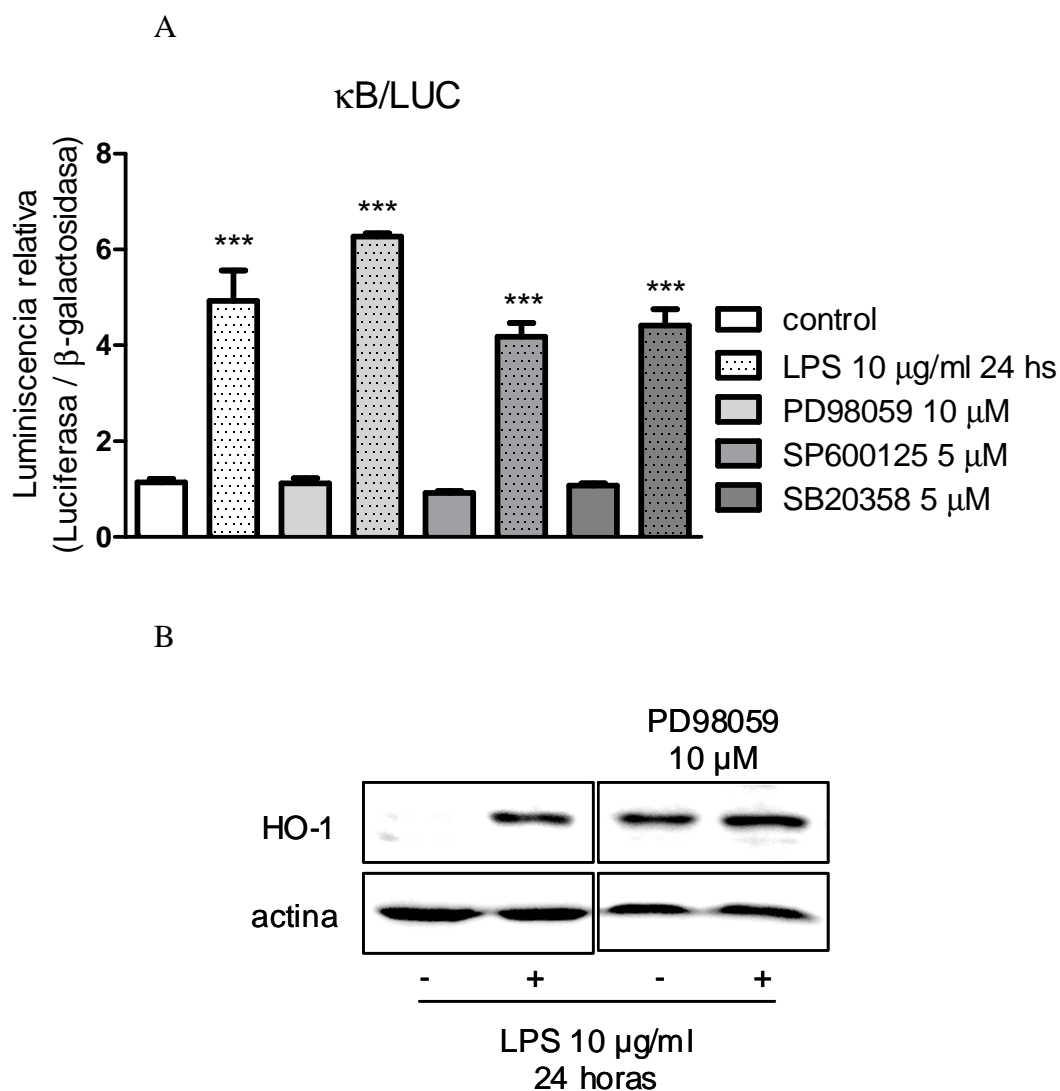 A
κB/LUC
Luminiscencia relativa
(Luciferasa / β-galactosidasa)
8
6
4
2
0
***
***
***
***
control
LPS 10 μg/ml 24 hs
PD98059 10 μM
SP600125 5 μM
SB20358 5 μM
B
PD98059
10 μM
HO-1
actina
- + - +
LPS 10 μg/ml
24 horas